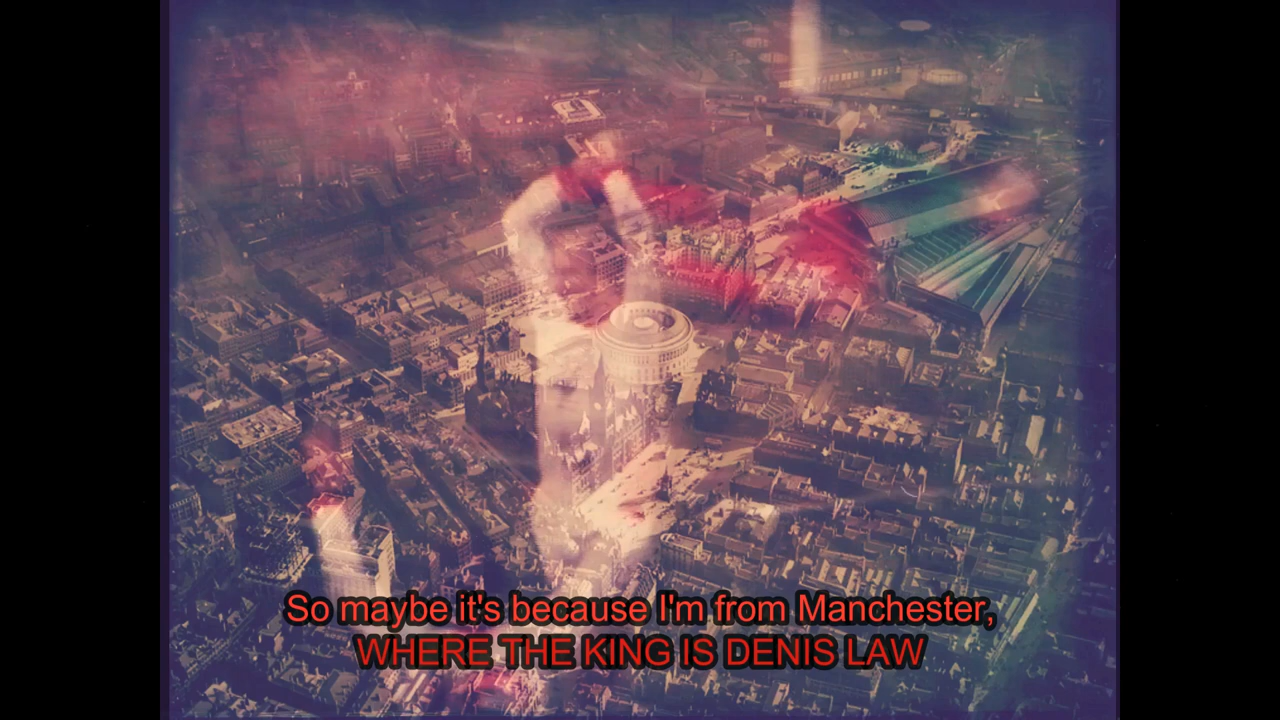 So maybe it's because I'm from Manchester,
WHERE THE KING IS DENIS LAW